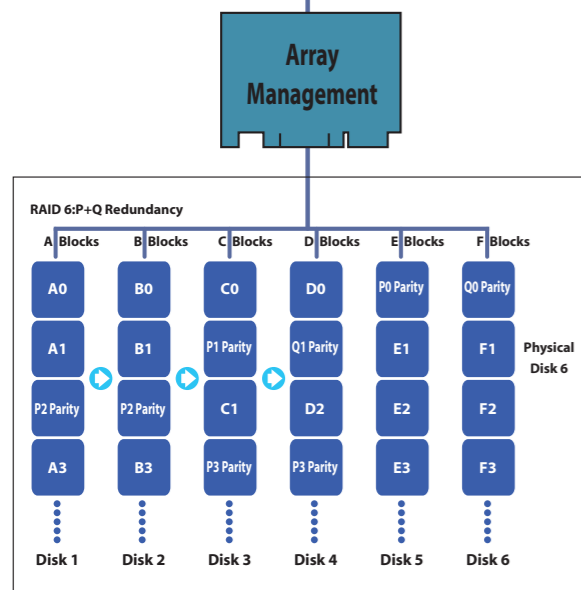 Array
Management
RAID 6:P+Q Redundancy
A Blocks B Blocks C Blocks D Blocks E Blocks F Blocks
A0 B0 C0 D0 P0 Parity Q0 Parity
A1 B1 P1 Parity Q1 Parity E1 F1
Physical
Disk 6
P2 Parity P2 Parity C1 D2 E2 F2
A3 B3 P3 Parity P3 Parity E3 F3
Disk 1 Disk 2 Disk 3 Disk 4 Disk 5 Disk 6